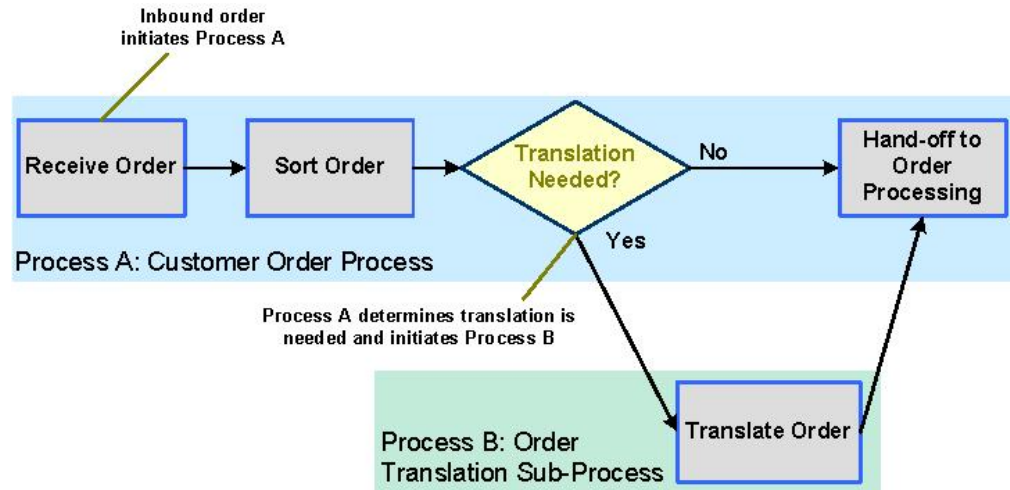 Inbound order
initiates Process A
Receive Order
Sort Order
Translation
Needed?
No
Hand-off to
Order
Processing
Yes
Process A: Customer Order Process
Process A determines translation is
needed and initiates Process B
Translate Order
Process B: Order
Translation Sub-Process